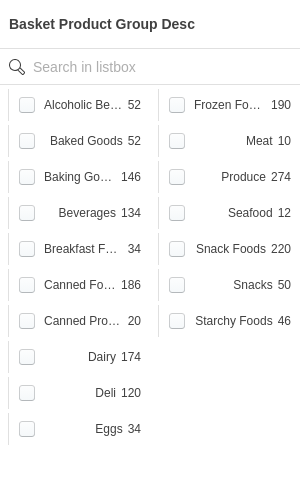 Basket Product Group Desc
Search in listbox
Alcoholic Be… 52
Baked Goods 52
Baking Go… 146
Beverages 134
Breakfast F… 34
Canned Fo… 186
Canned Pro… 20
Dairy 174
Deli 120
Eggs 34
Frozen Fo… 190
Meat 10
Produce 274
Seafood 12
Snack Foods 220
Snacks 50
Starchy Foods 46